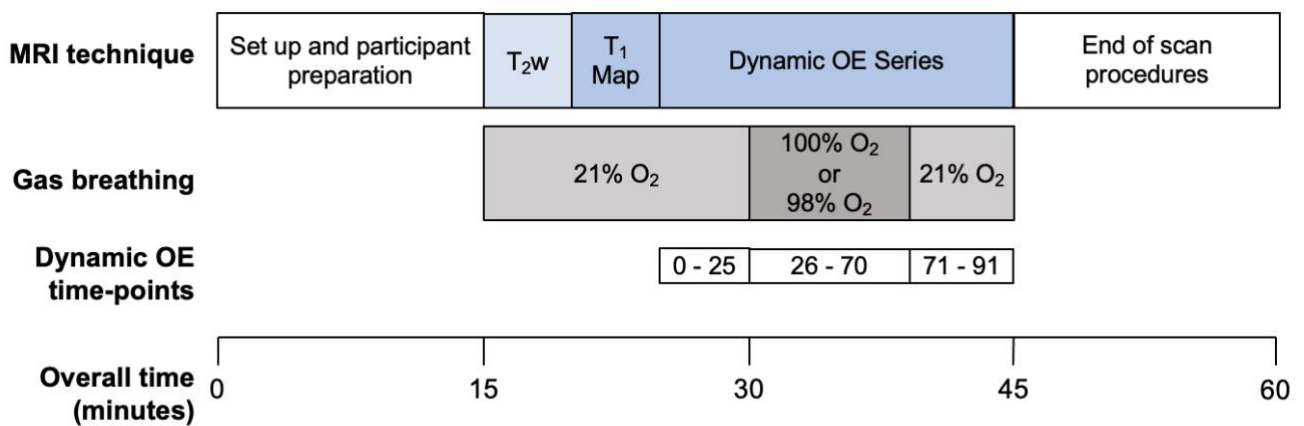 MRI technique
Set up and participant
preparation
T₂w
T₁
Map
Dynamic OE Series
End of scan
procedures
Gas breathing
21% O₂
100% O₂
or
98% O₂
21% O₂
Dynamic OE
time-points
0 - 25
26 - 70
71 - 91
Overall time
(minutes)
0
15
30
45
60